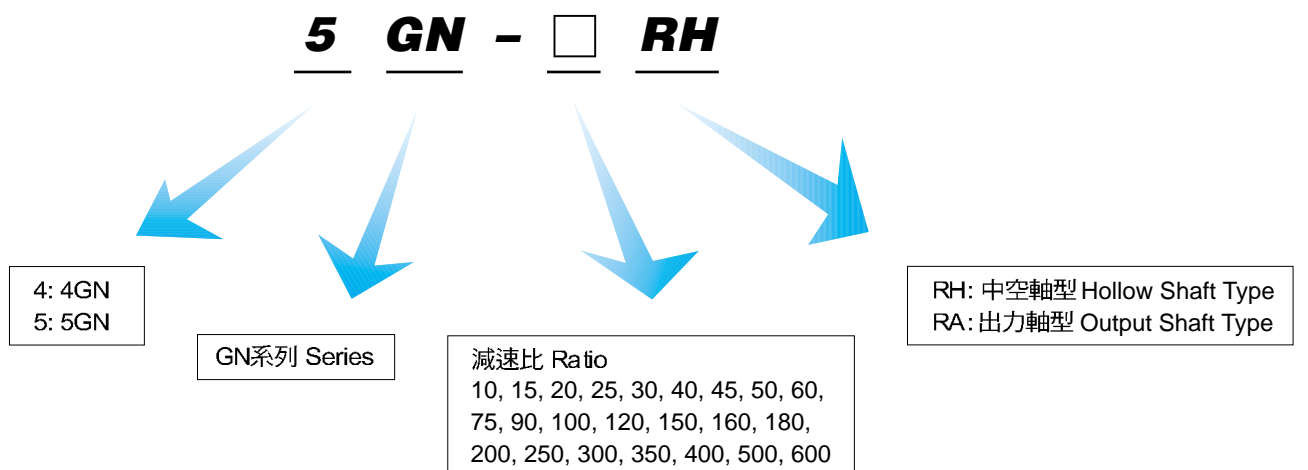 5 GN – □ RH
4: 4GN
5: 5GN
GN系列 Series
減速比 Ratio
10, 15, 20, 25, 30, 40, 45, 50, 60,
75, 90, 100, 120, 150, 160, 180,
200, 250, 300, 350, 400, 500, 600
RH: 中空軸型 Hollow Shaft Type
RA: 出力軸型 Output Shaft Type